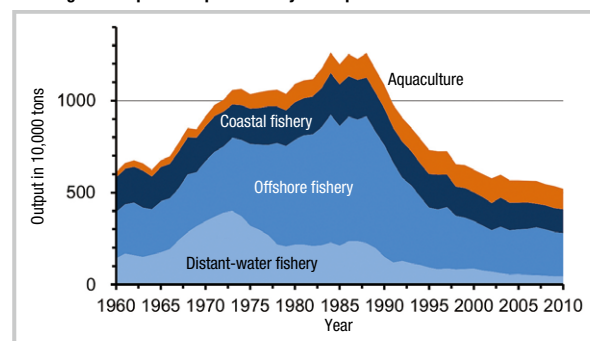 Output in 10,000 tons
1000
500
0
Aquaculture
Coastal fishery
Offshore fishery
Distant-water fishery
1960 1965 1970 1975 1980 1985 1990 1995 2000 2005 2010
Year